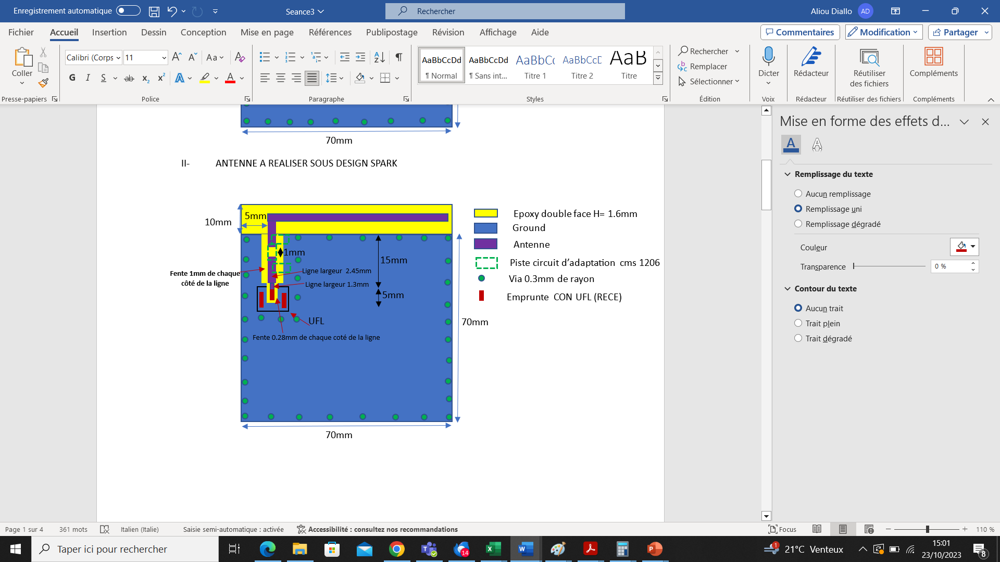 Enregistrement automatique
Seance3
Rechercher
Aliou Diallo
AD
Fichier Accueil Insertion Dessin Conception Mise en page Références Publipostage Révision Affichage Aide
Commentaires
Modification
Partager
Coller
Presse-papiers
Calibri (Corps
11
Aa
G I S ab x₂ x² A A
Police
Paragraphe
AaBbCcDd
¶ Normal
AaBbCcDd
¶ Sans int...
AaBbCc
Titre 1
AaBbCcD
Titre 2
AaB
Titre
Styles
Rechercher
Remplacer
Sélectionner
Édition
Dicter
Voix
Rédacteur
Rédacteur
Réutiliser
des fichiers
Réutiliser des fichiers
Compléments
Compléments
70mm
II- ANTENNE A REALISER SOUS DESIGN SPARK
5mm
10mm
1mm
15mm
Fente 1mm de chaque
côté de la ligne
Ligne largeur 2.45mm
Ligne largeur 1.3mm
5mm
UFL
Fente 0.28mm de chaque coté de la ligne
70mm
70mm
Epoxy double face H= 1.6mm
Ground
Antenne
Piste circuit d’adaptation cms 1206
Via 0.3mm de rayon
Emprunte CON UFL (RECE)
Mise en forme des effets d...
A A
Remplissage du texte
Aucun remplissage
Remplissage uni
Remplissage dégradé
Couleur
Transparence
0 %
Contour du texte
Aucun trait
Trait plein
Trait dégradé
Page 1 sur 4
361 mots
Italien (Italie)
Saisie semi-automatique : activée
Accessibilité : consultez nos recommandations
Focus
110 %
Taper ici pour rechercher
14
1
21°C Venteux
15:01
23/10/2023
8